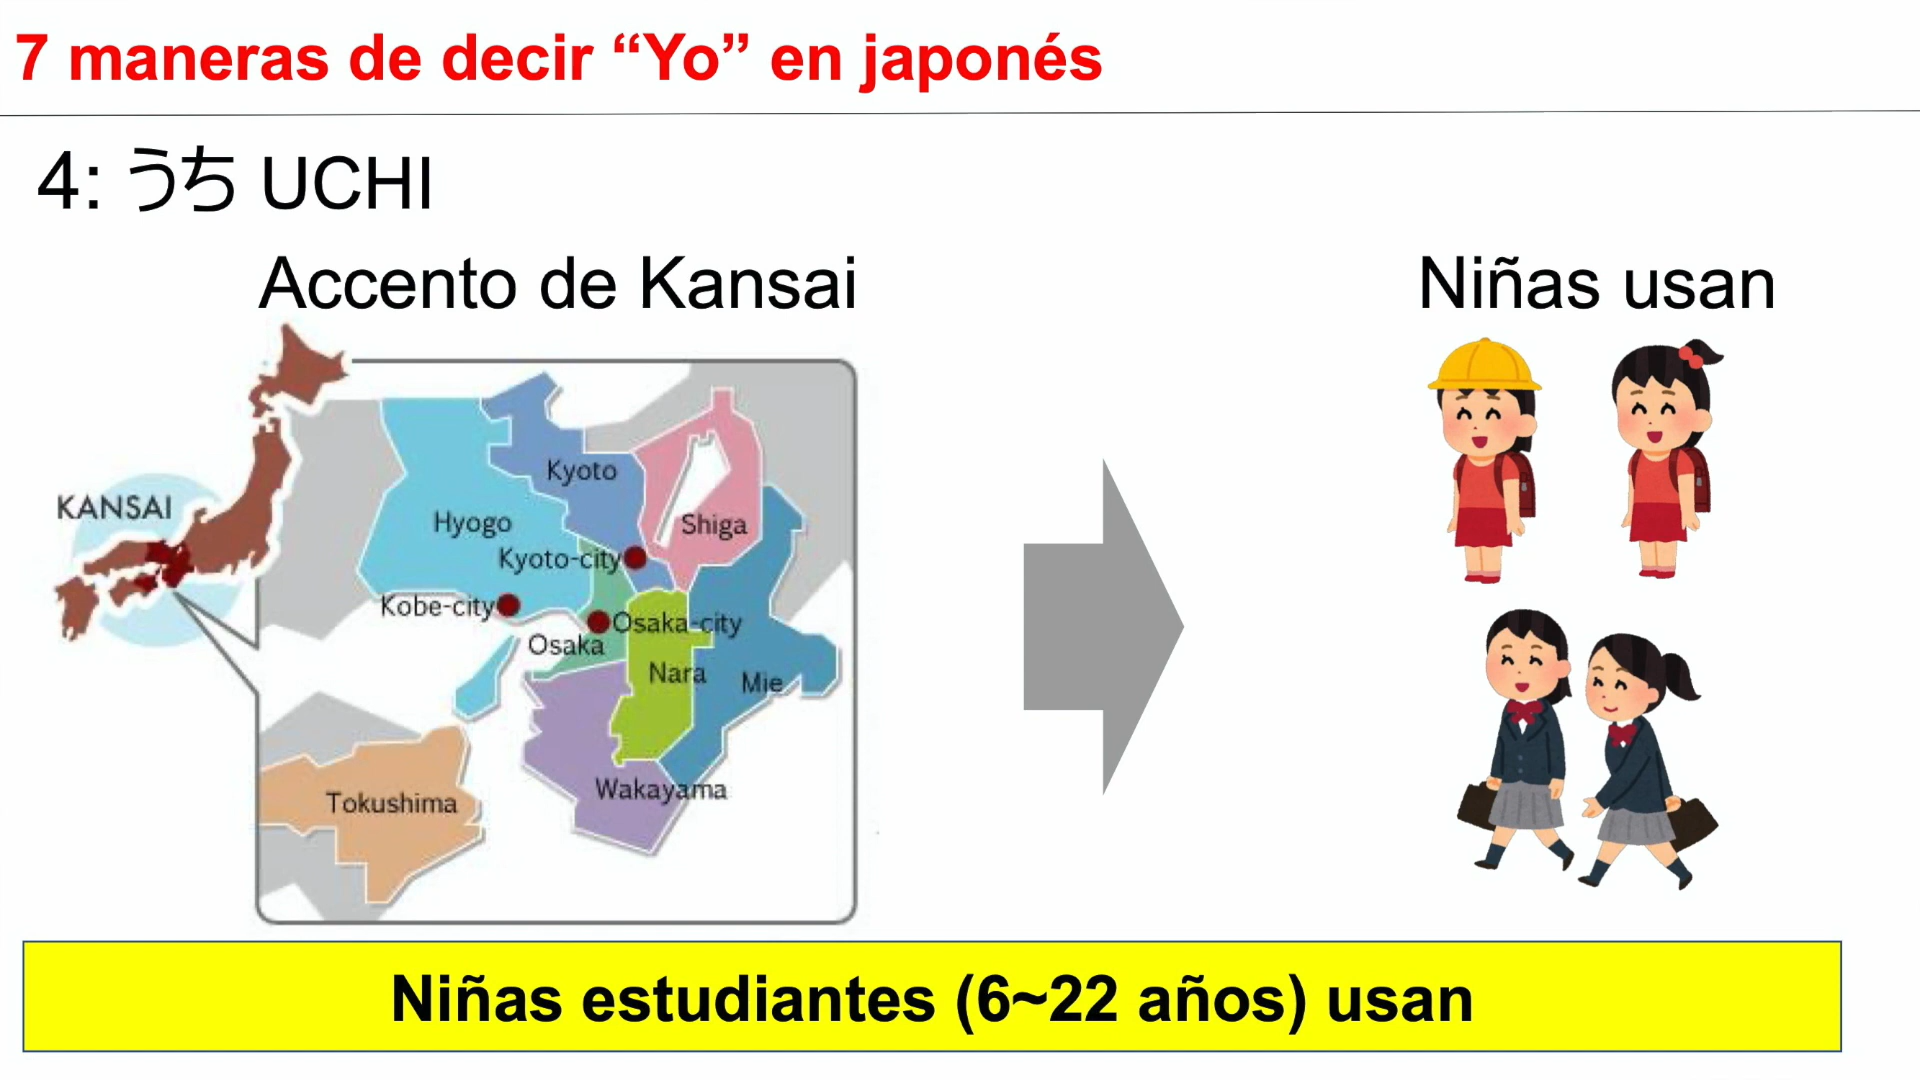 7 maneras de decir “Yo” en japonés
4: うち UCHI
Accento de Kansai
Niñas usan
KANSAI
Kyoto
Hyogo
Shiga
Kyoto-city
Kobe-city
Osaka-city
Osaka
Nara
Mie
Wakayama
Tokushima
Niñas estudiantes (6~22 años) usan